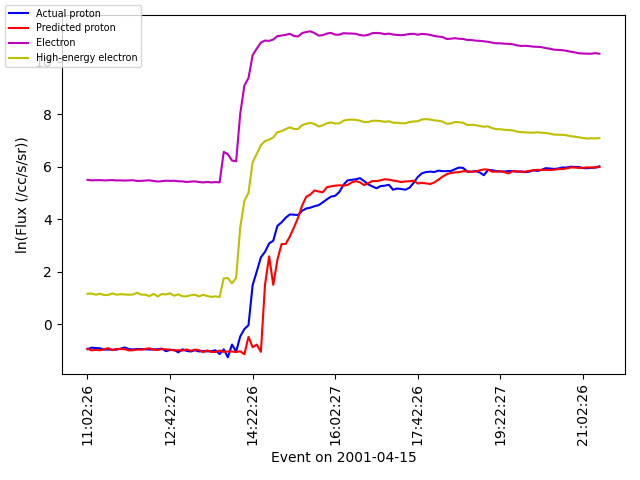 Actual proton
Predicted proton
Electron
High-energy electron
ln(Flux (/cc/s/sr))
8
6
4
2
0
11:02:26
12:42:27
14:22:26
16:02:27
17:42:26
19:22:27
21:02:26
Event on 2001-04-15